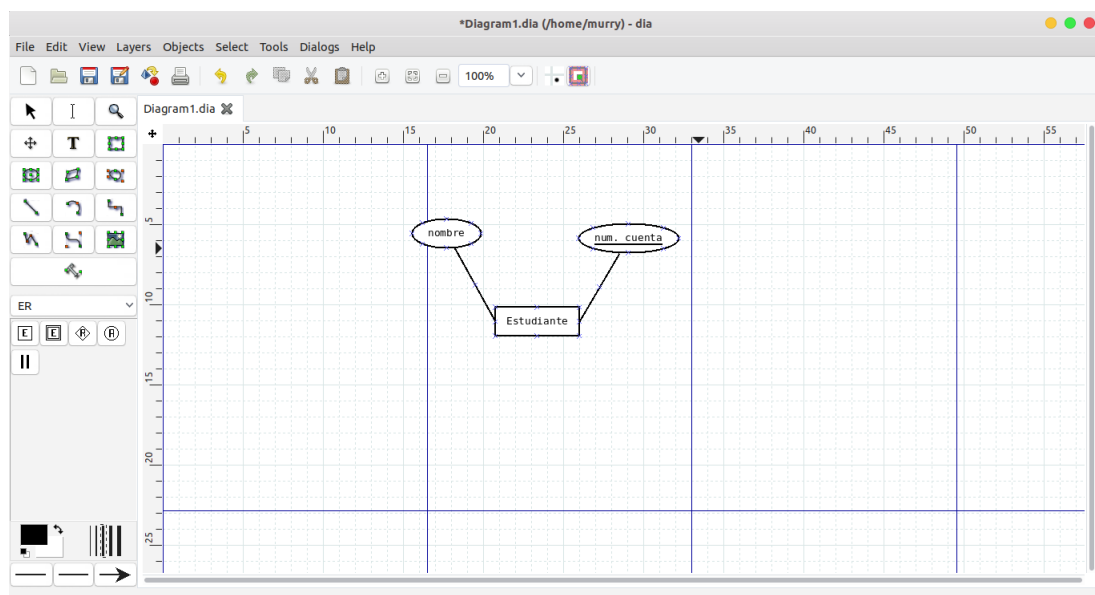 *Diagram1.dia (/home/murry) - dia
File Edit View Layers Objects Select Tools Dialogs Help
100%
Diagram1.dia
5 10 15 20 25 30 35 40 45 50 55
T
5
nombre
num. cuenta
ER
10
Estudiante
E E R A
15
20
25